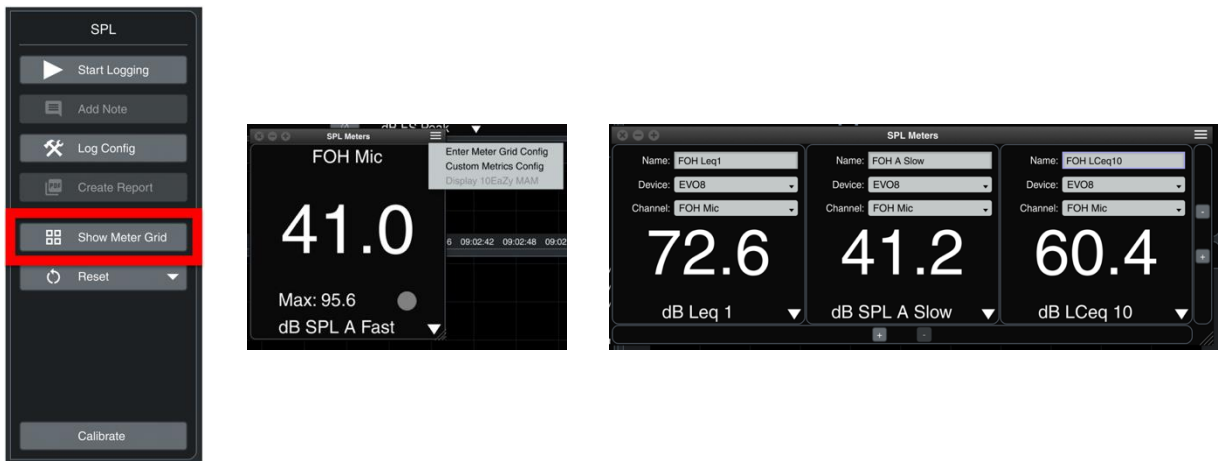 SPL
Start Logging
Add Note
Log Config
Create Report
Show Meter Grid
Reset
Calibrate
SPL Meters
FOH Mic
41.0
Max: 95.6
dB SPL A Fast
Enter Meter Grid Config
Custom Metrics Config
Display 10EaZy MAM
6 09:02:42 09:02:48 09:02
SPL Meters
Name: FOH Leq1 Name: FOH A Slow Name: FOH LCeq10
Device: EVO8 Device: EVO8 Device: EVO8
Channel: FOH Mic Channel: FOH Mic Channel: FOH Mic
72.6 41.2 60.4
dB Leq 1 dB SPL A Slow dB LCeq 10